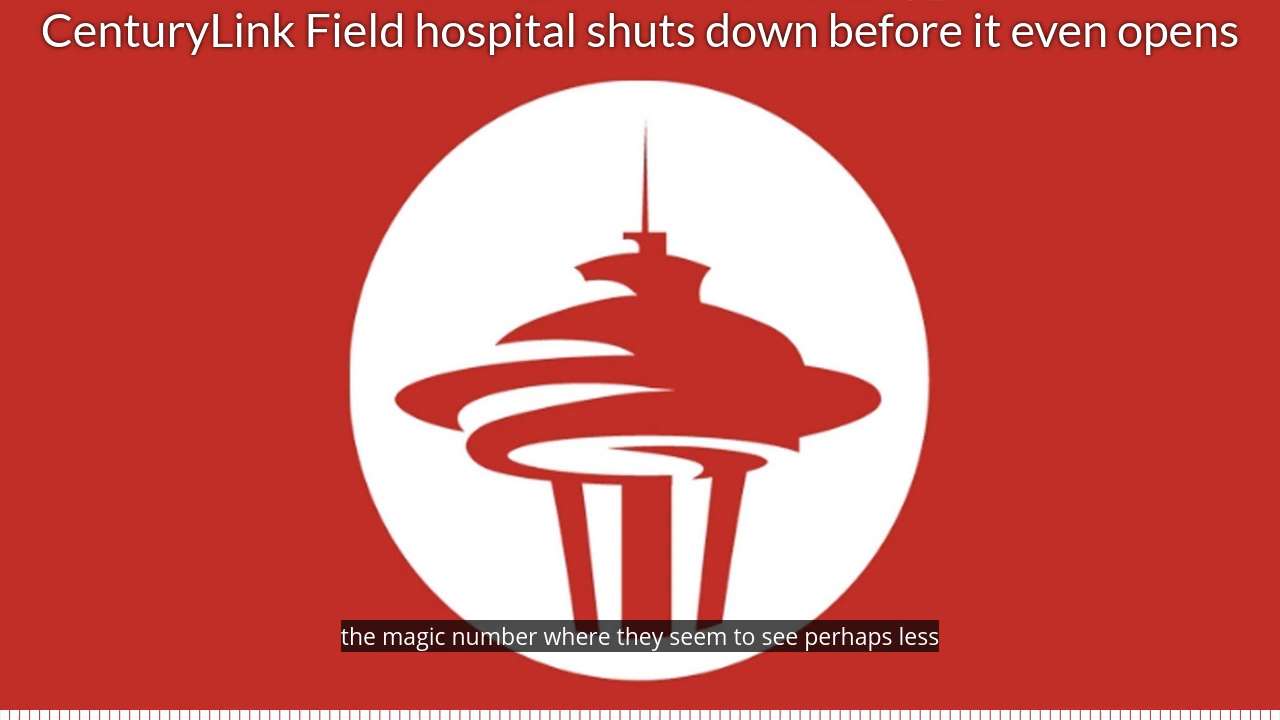 CenturyLink Field hospital shuts down before it even opens
the magic number where they seem to see perhaps less